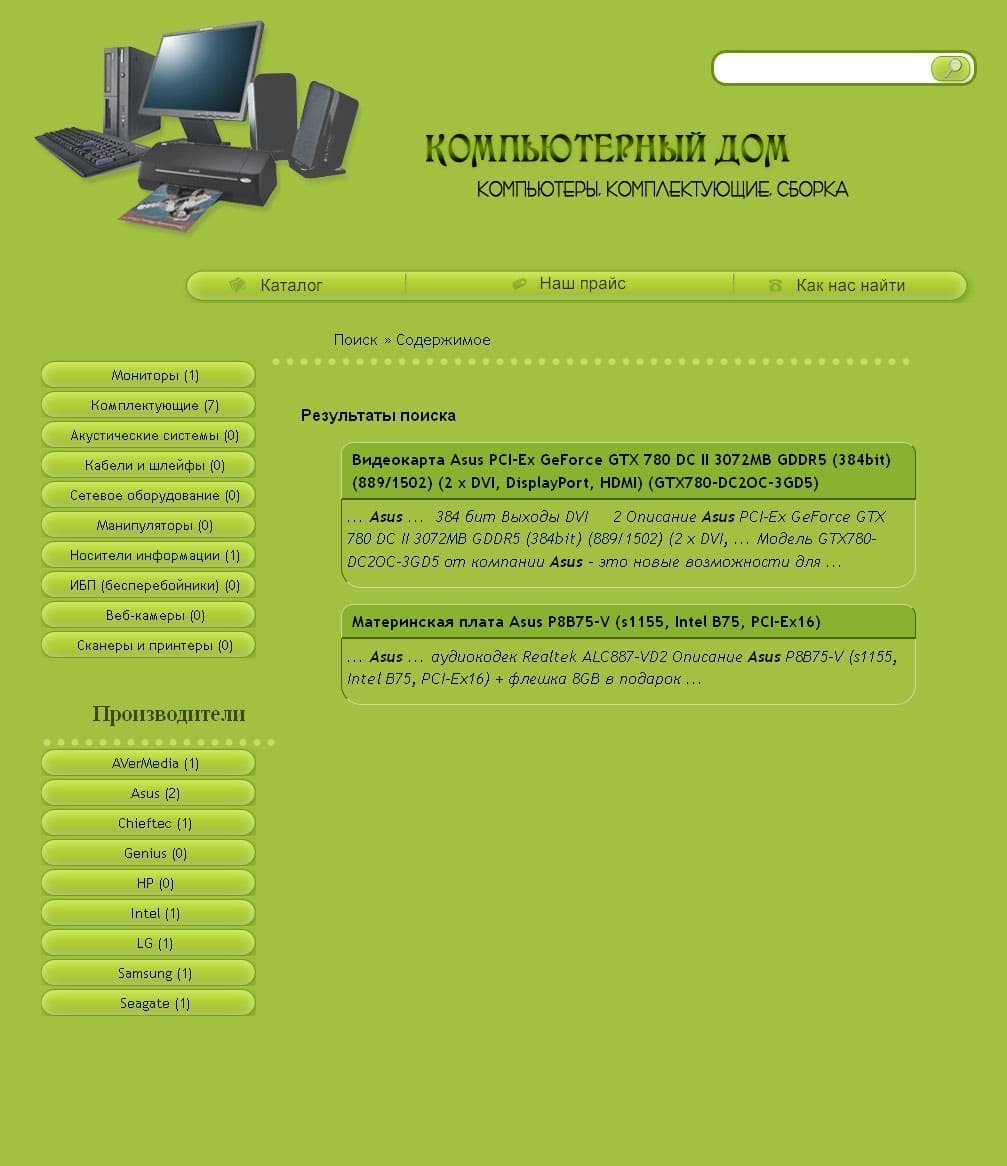 КОМПЬЮТЕРНЫЙ ДОМ
КОМПЬЮТЕРЫ, КОМПЛЕКТУЮЩИЕ, СБОРКА
Каталог
Наш прайс
Как нас найти
Поиск » Содержимое
Мониторы (1)
Комплектующие (7)
Акустические системы (0)
Кабели и шлейфы (0)
Сетевое оборудование (0)
Манипуляторы (0)
Носители информации (1)
ИБП (бесперебойники) (0)
Веб-камеры (0)
Сканеры и принтеры (0)
Производители
AVerMedia (1)
Asus (2)
Chieftec (1)
Genius (0)
HP (0)
Intel (1)
LG (1)
Samsung (1)
Seagate (1)
Результаты поиска
Видеокарта Asus PCI-Ex GeForce GTX 780 DC II 3072MB GDDR5 (384bit)
(889/1502) (2 x DVI, DisplayPort, HDMI) (GTX780-DC2OC-3GD5)
... Asus ... 384 бит Выходы DVI 2 Описание Asus PCI-Ex GeForce GTX
780 DC II 3072MB GDDR5 (384bit) (889/1502) (2 x DVI, ... Модель GTX780-
DC2OC-3GD5 от компании Asus - это новые возможности для ...
Материнская плата Asus P8B75-V (s1155, Intel B75, PCI-Ex16)
... Asus ... аудиокодек Realtek ALC887-VD2 Описание Asus P8B75-V (s1155,
Intel B75, PCI-Ex16) + флешка 8GB в подарок ...